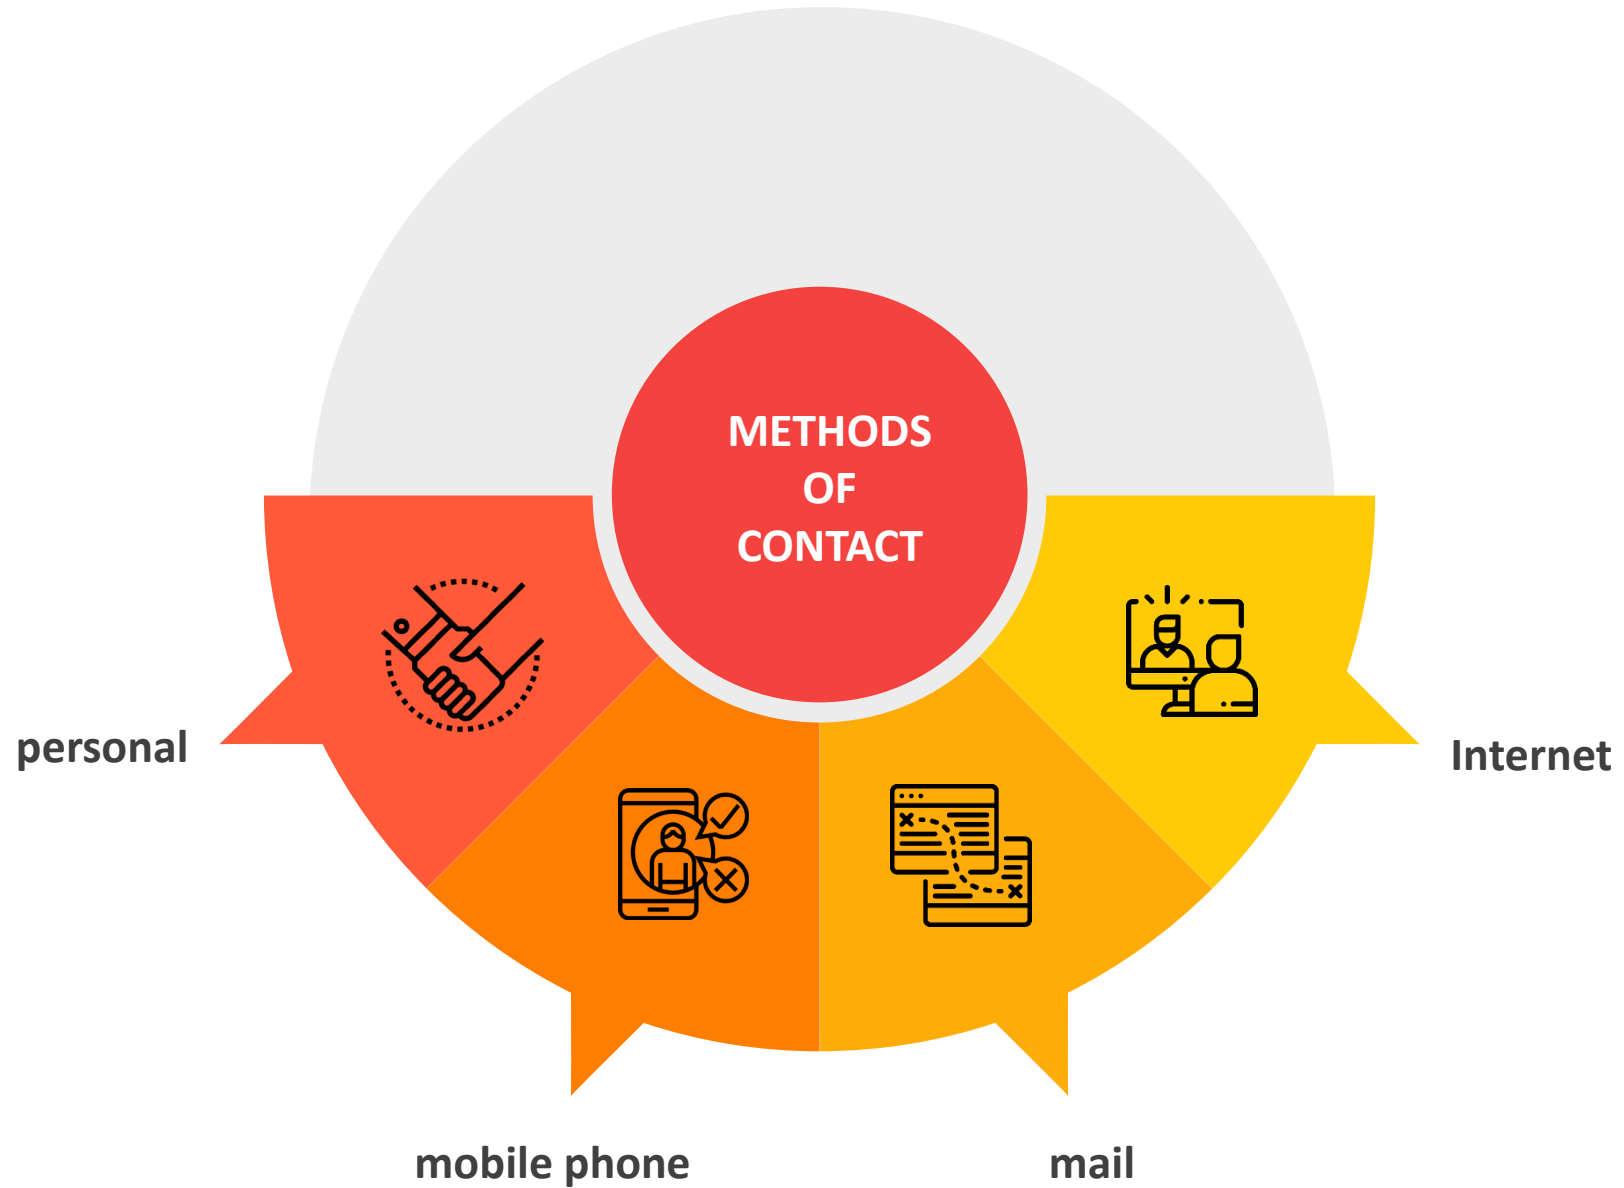 METHODS
OF
CONTACT
personal
Internet
mobile phone
mail